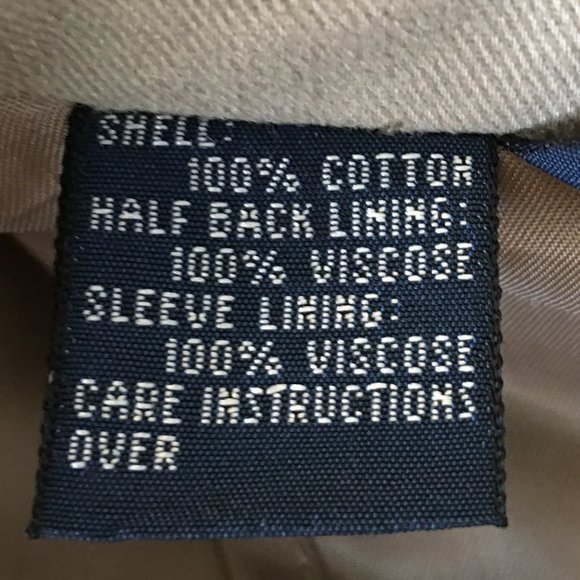 SHELL:
100% COTTON
HALF BACK LINING:
100% VISCOSE
SLEEVE LINING:
100% VISCOSE
CARE INSTRUCTIONS
OVER